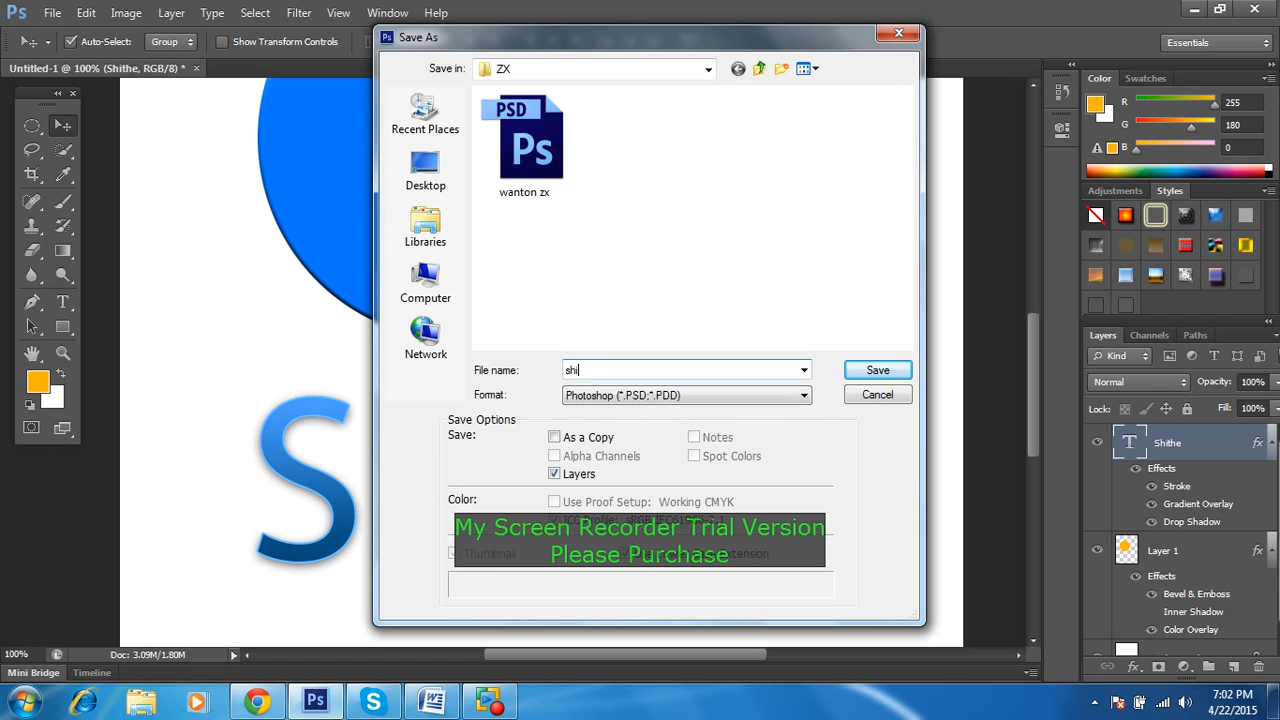 Ps File Edit Image Layer Type Select Filter View Window Help
Auto-Select: Group Show Transform Controls Essentials
Untitled-1 @ 100% (Shithe, RGB/8) * ×
Save As
Save in: ZX
Recent Places
Desktop
Libraries
Computer
Network
PSD
Ps
wanton zx
File name: shi
Save
Format: Photoshop (*.PSD;*.PDD)
Cancel
Save Options
Save: As a Copy Notes
Alpha Channels Spot Colors
Layers
Color: Use Proof Setup: Working CMYK
My Screen Recorder Trial Version
Please Purchase
Thumbnail
S
Color Swatches
R 255
G 180
B 0
Adjustments Styles
Layers Channels Paths
Kind
Normal Opacity: 100%
Lock: Fill: 100%
T Shithe fx
Effects
Stroke
Gradient Overlay
Drop Shadow
Layer 1 fx
Effects
Bevel & Emboss
Inner Shadow
Color Overlay
100% Doc: 3.09M/1.80M
Mini Bridge Timeline
7:02 PM
4/22/2015